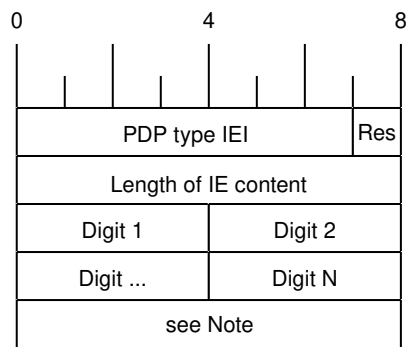 0 4 8
PDP type IEI Res
Length of IE content
Digit 1 Digit 2
Digit ... Digit N
see Note